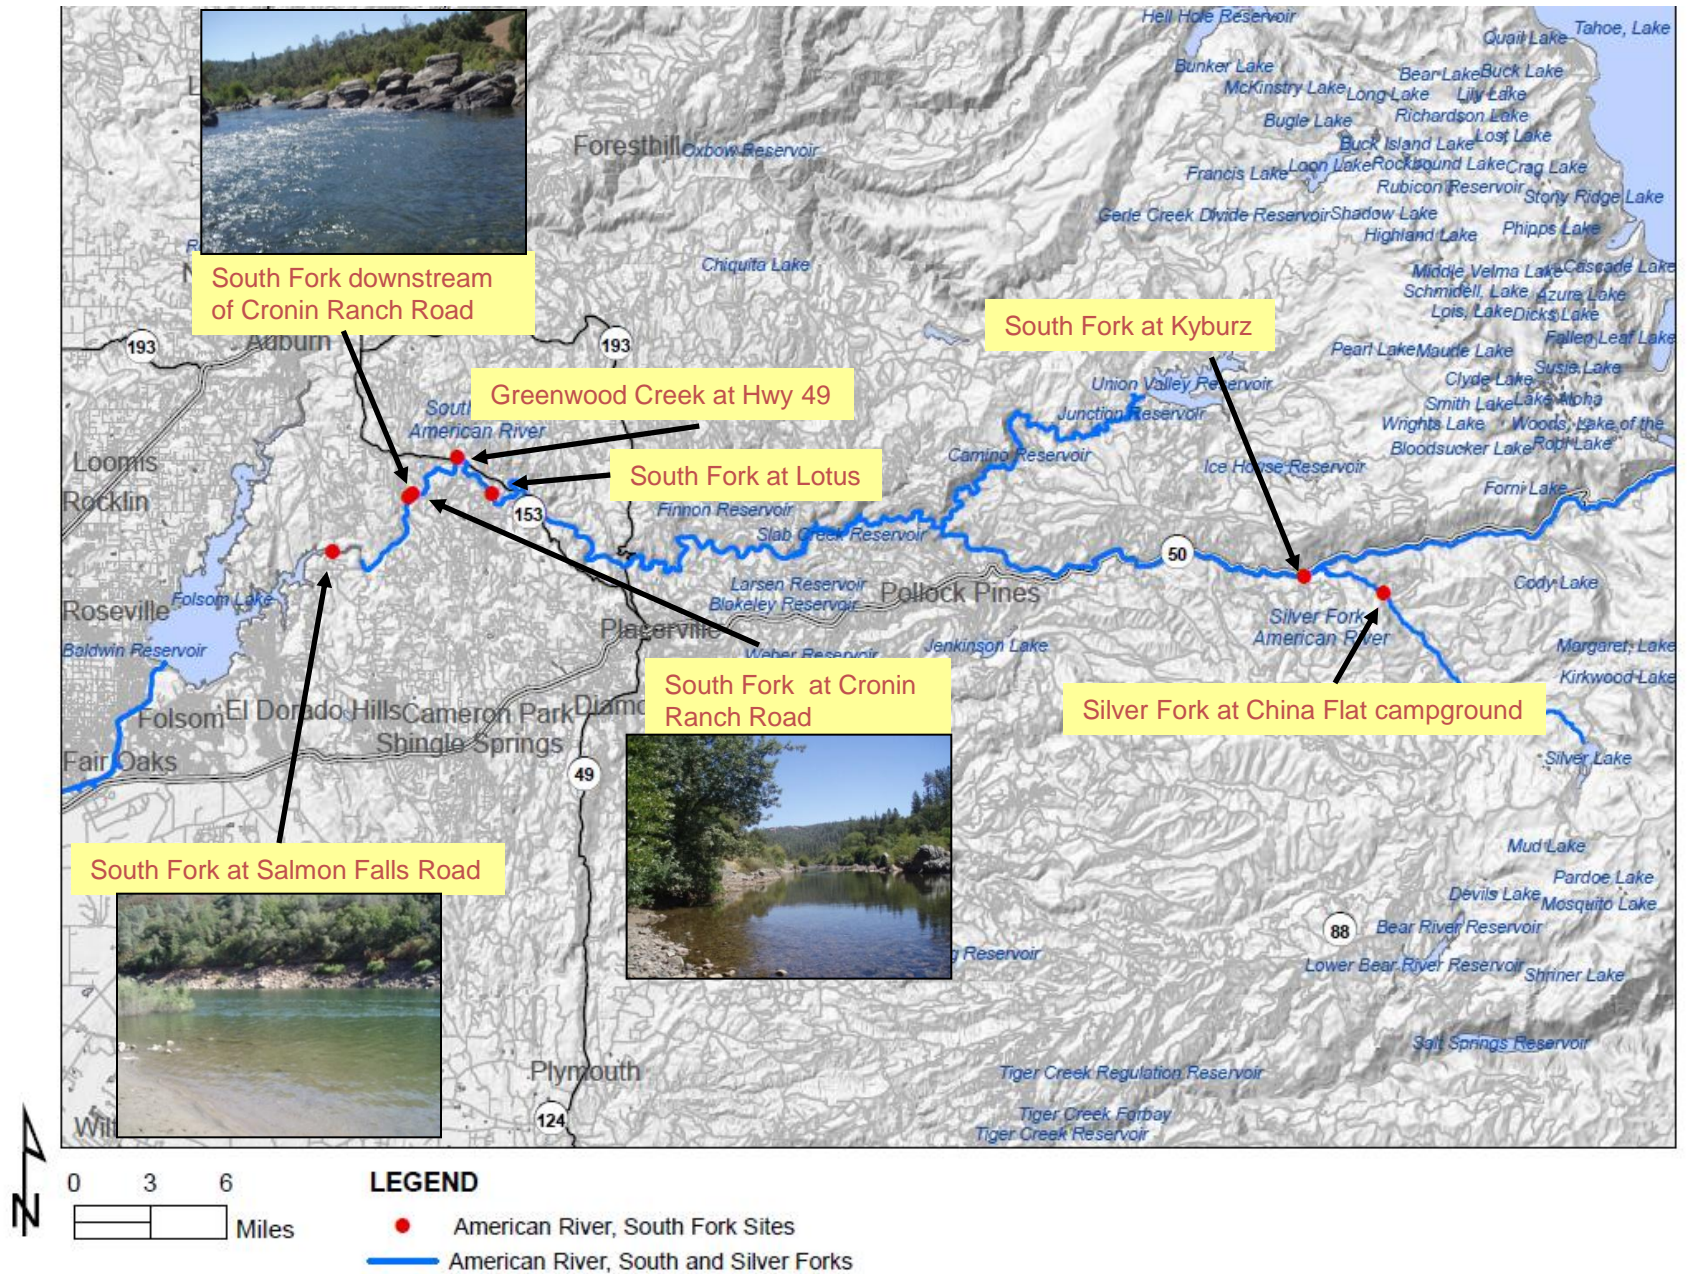 Hell Hole Reservoir
Tahoe, Lake
Quail Lake
Bunker Lake
Bear Lake
Buck Lake
McKinstry Lake
Long Lake
Lily Lake
Richardson Lake
Bugle Lake
Lost Lake
Buck Island Lake
Foresthill
Oxbow Reservoir
Francis Lake
Loon Lake
Rockbound Lake
Crag Lake
Rubicon Reservoir
Stony Ridge Lake
Gerle Creek Divide Reservoir
Shadow Lake
Highland Lake
Phipps Lake
Chiquita Lake
Middle Velma Lake
Cascade Lake
Schmidell, Lake
Azure Lake
Lois, Lake
Dicks Lake
South Fork downstream
of Cronin Ranch Road
South Fork at Kyburz
193
Auburn
193
Fallen Leaf Lake
Pearl Lake
Maude Lake
Susie Lake
Clyde Lake
Union Valley Reservoir
Junction Reservoir
Smith Lake
Lake Aloha
Wrights Lake
Woods, Lake of the
Bloodsucker Lake
Ropi Lake
Greenwood Creek at Hwy 49
South
American River
Camino Reservoir
Ice House Reservoir
Loomis
South Fork at Lotus
Forni Lake
Rocklin
153
Finnon Reservoir
Slab Creek Reservoir
50
Larsen Reservoir
Blakeley Reservoir
Pollock Pines
Cody Lake
Roseville
Folsom Lake
Silver Fork
American River
Placerville
Baldwin Reservoir
Weber Reservoir
Jenkinson Lake
Margaret, Lake
Kirkwood Lake
South Fork at Cronin
Ranch Road
Silver Fork at China Flat campground
Folsom
El Dorado Hills
Cameron Park
Diamo
Shingle Springs
Fair Oaks
49
Silver Lake
South Fork at Salmon Falls Road
Mud Lake
Pardoe Lake
Devils Lake
Mosquito Lake
88
Bear River Reservoir
g Reservoir
Lower Bear River Reservoir
Shriner Lake
Salt Springs Reservoir
Plymouth
Tiger Creek Regulation Reservoir
124
Tiger Creek Forbay
Tiger Creek Reservoir
Wilt
N
0 3 6
Miles
LEGEND
American River, South Fork Sites
American River, South and Silver Forks